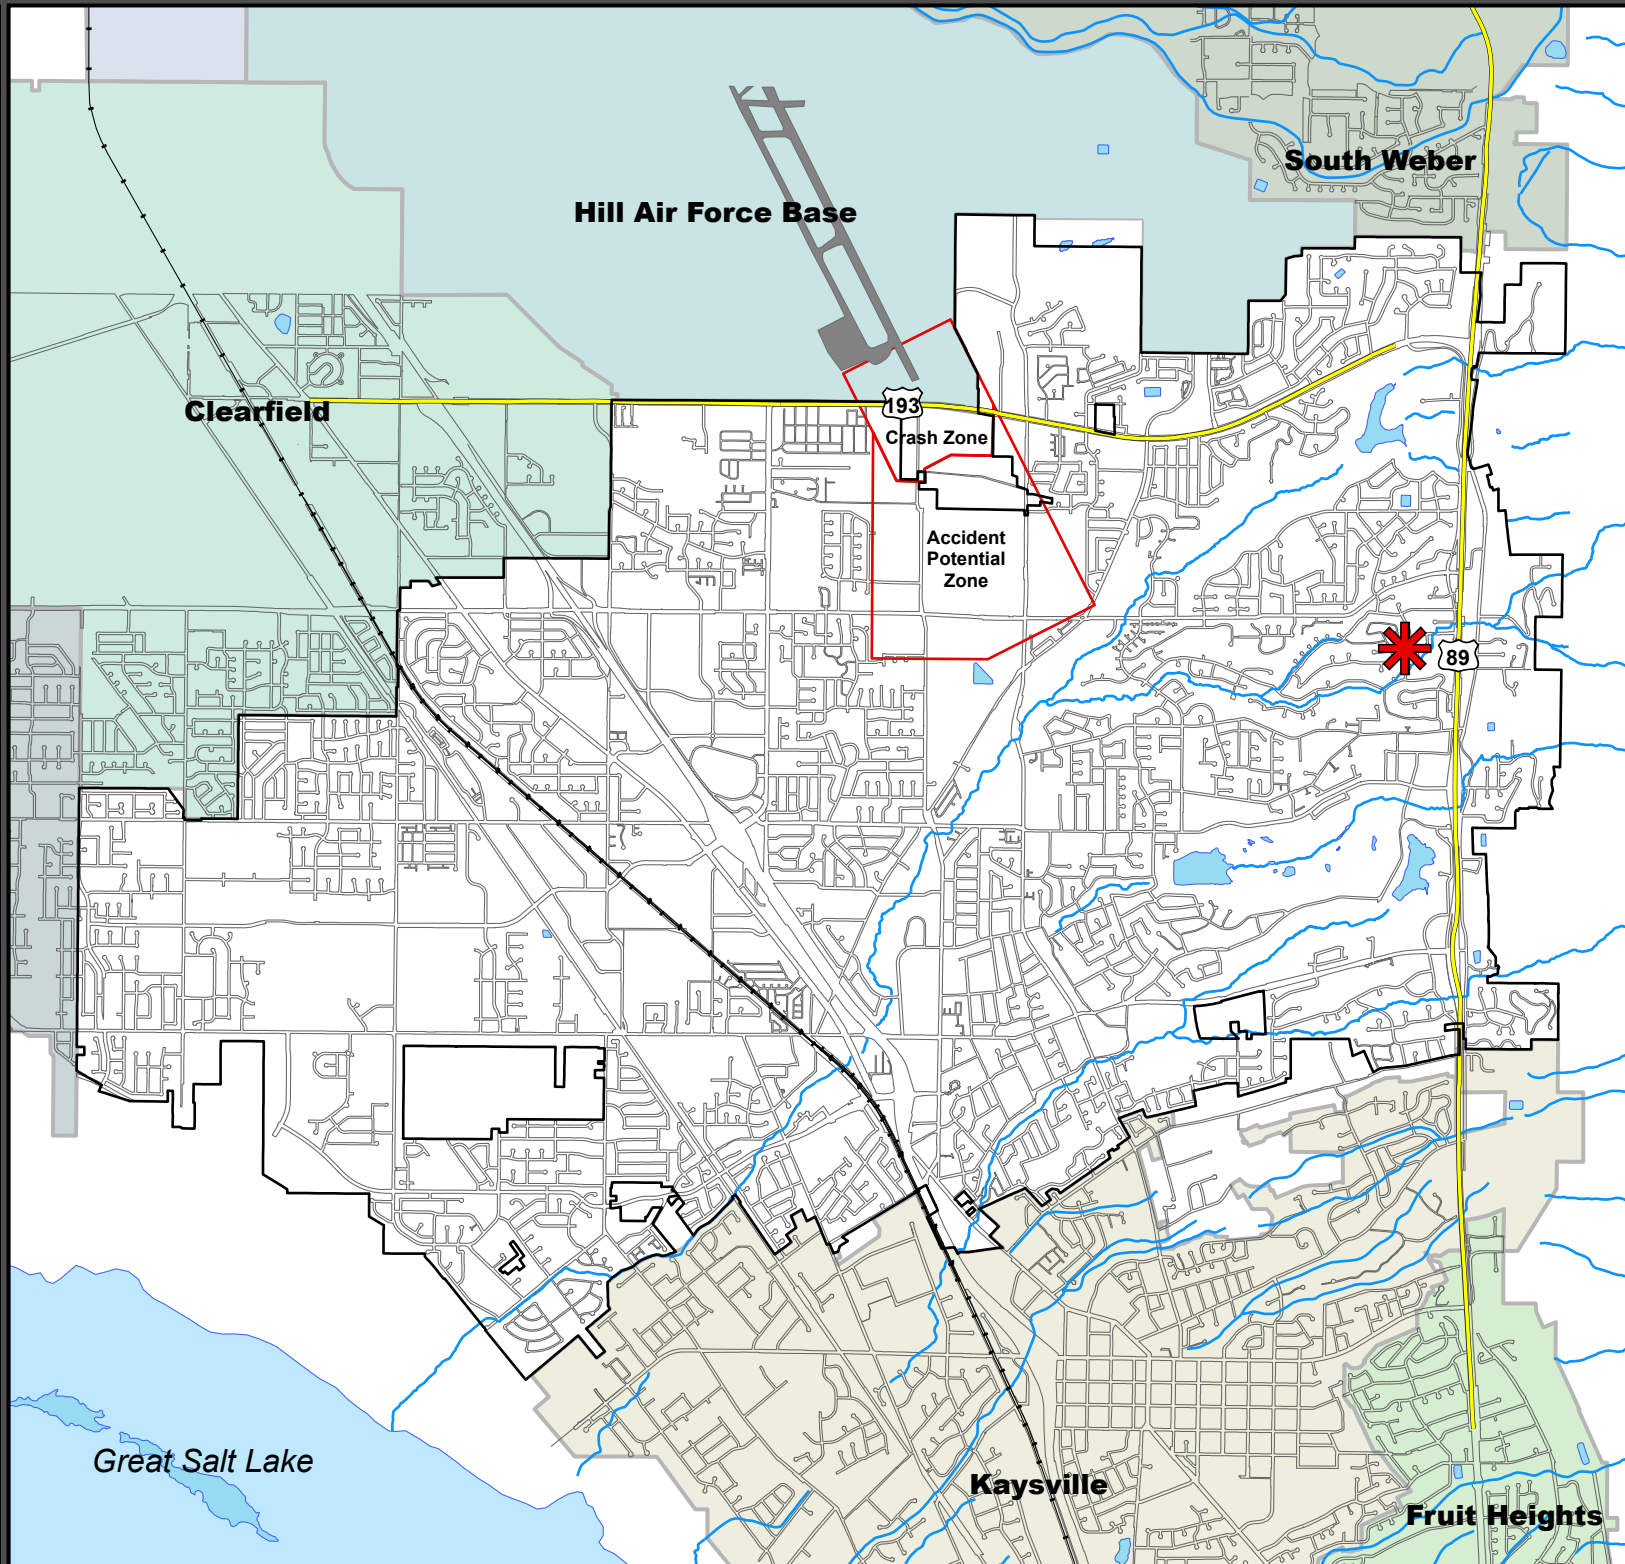 South Weber
Hill Air Force Base
Clearfield
193
Crash Zone
Accident
Potential
Zone
89
Great Salt Lake
Kaysville
Fruit Heights